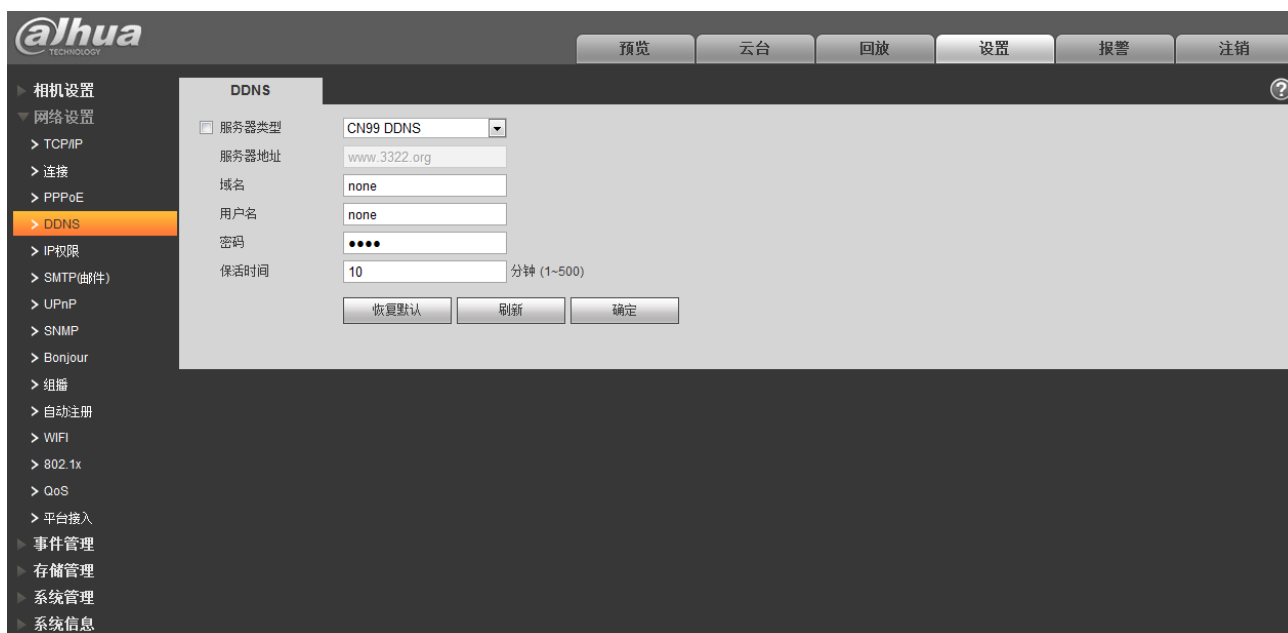 alhua
TECHNOLOGY
预览 云台 回放 设置 报警 注销
相机设置
网络设置
> TCP/IP
> 连接
> PPPoE
> DDNS
> IP权限
> SMTP(邮件)
> UPnP
> SNMP
> Bonjour
> 组播
> 自动注册
> WIFI
> 802.1x
> QoS
> 平台接入
事件管理
存储管理
系统管理
系统信息
DDNS
?
服务器类型 CN99 DDNS
服务器地址 www.3322.org
域名 none
用户名 none
密码 ●●●●
保活时间 10 分钟 (1~500)
恢复默认 刷新 确定